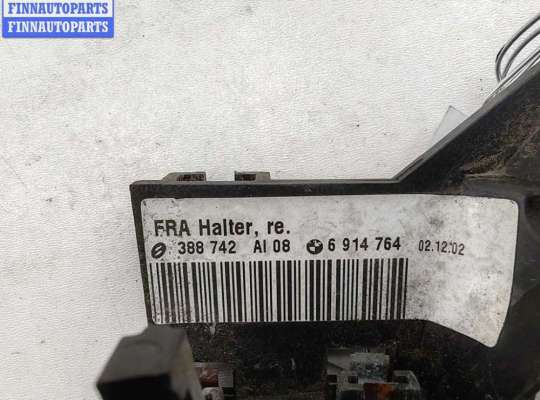 FINNAUTOPARTS
FINNAUTOPARTS
FRA Halter, re.
388 742 AI 08 6 914 764 02.12.02